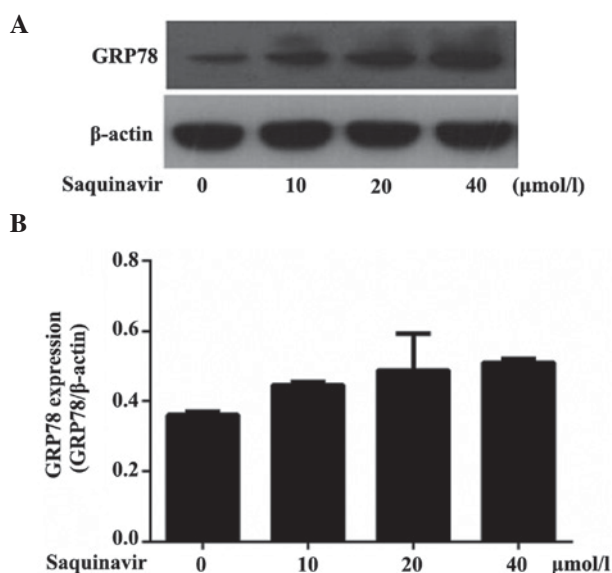 A
GRP78
β-actin
Saquinavir 0 10 20 40 (μmol/l)
B
GRP78 expression
(GRP78/β-actin)
0.8
0.6
0.4
0.2
0.0
Saquinavir 0 10 20 40 μmol/l